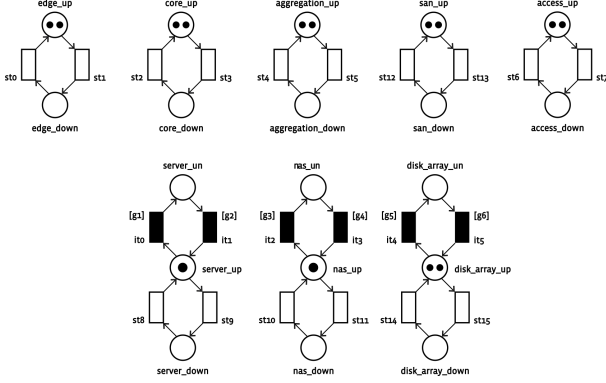 edge_up core_up aggregation_up san_up access_up
st0 st1 st2 st3 st4 st5 st12 st13 st6 st7
edge_down core_down aggregation_down san_down access_down
server_un nas_un disk_array_un
[g1] [g2] [g3] [g4] [g5] [g6]
it0 it1 it2 it3 it4 it5
server_up nas_up disk_array_up
st8 st9 st10 st11 st14 st15
server_down nas_down disk_array_down